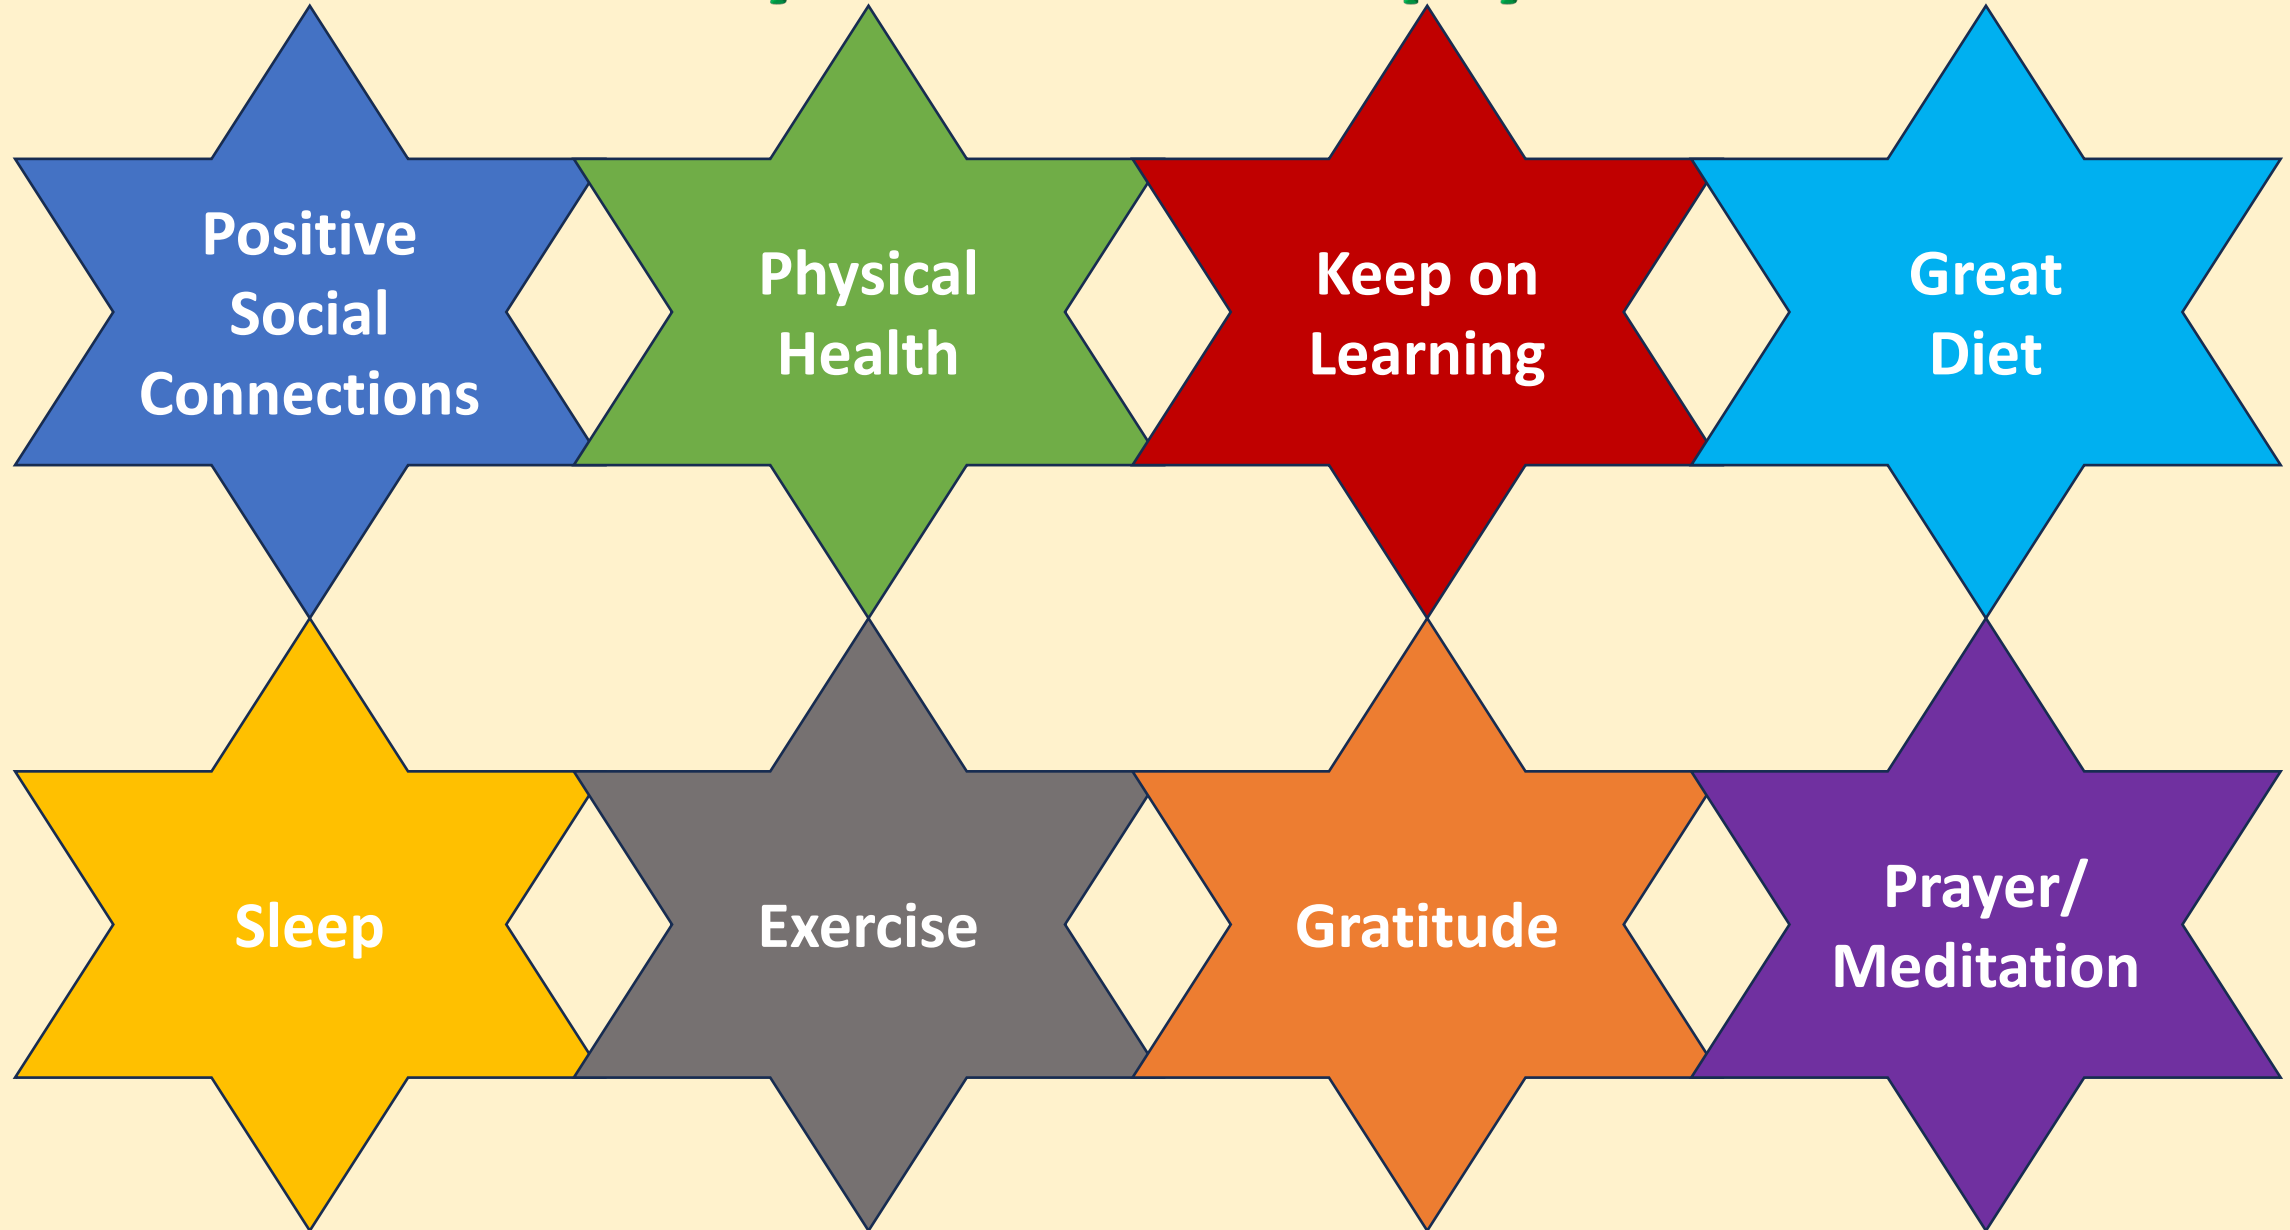 Positive
Social
Connections
Physical
Health
Keep on
Learning
Great
Diet
Sleep
Exercise
Gratitude
Prayer/
Meditation